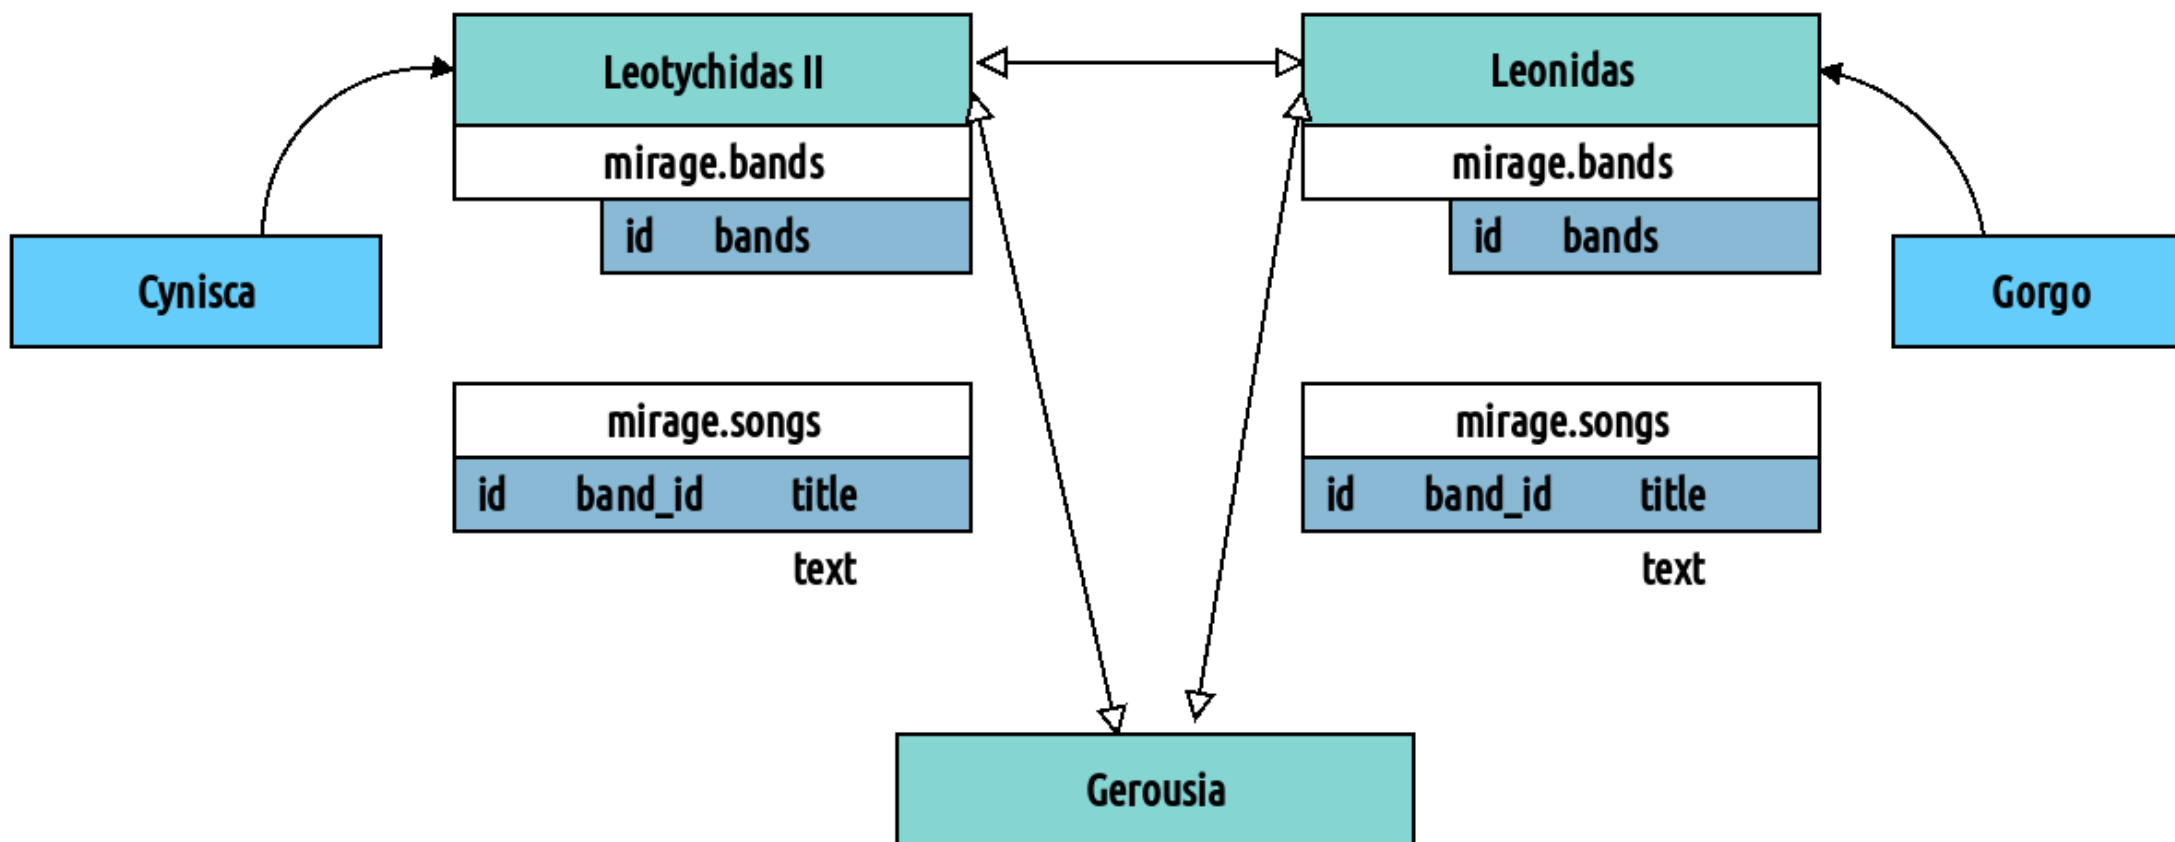 Leotychidas II
Leonidas
mirage.bands
mirage.bands
id bands
id bands
Cynisca
Gorgo
mirage.songs
mirage.songs
id band_id title
id band_id title
text
text
Gerousia